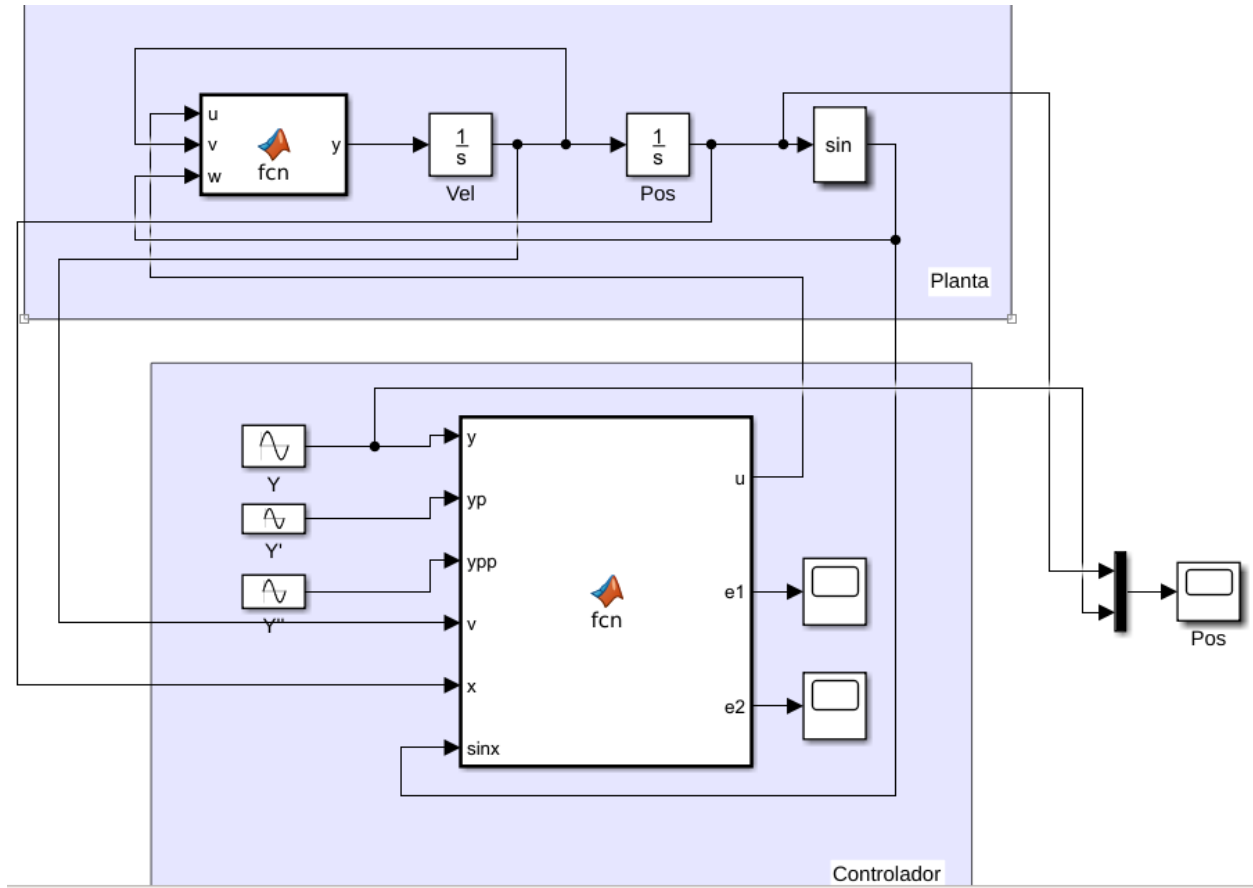 u
v
w
fcn
y
1
s
Vel
1
s
Pos
sin
Planta
Y
Y'
Y''
y
yp
ypp
v
x
sinx
fcn
u
e1
e2
Pos
Controlador